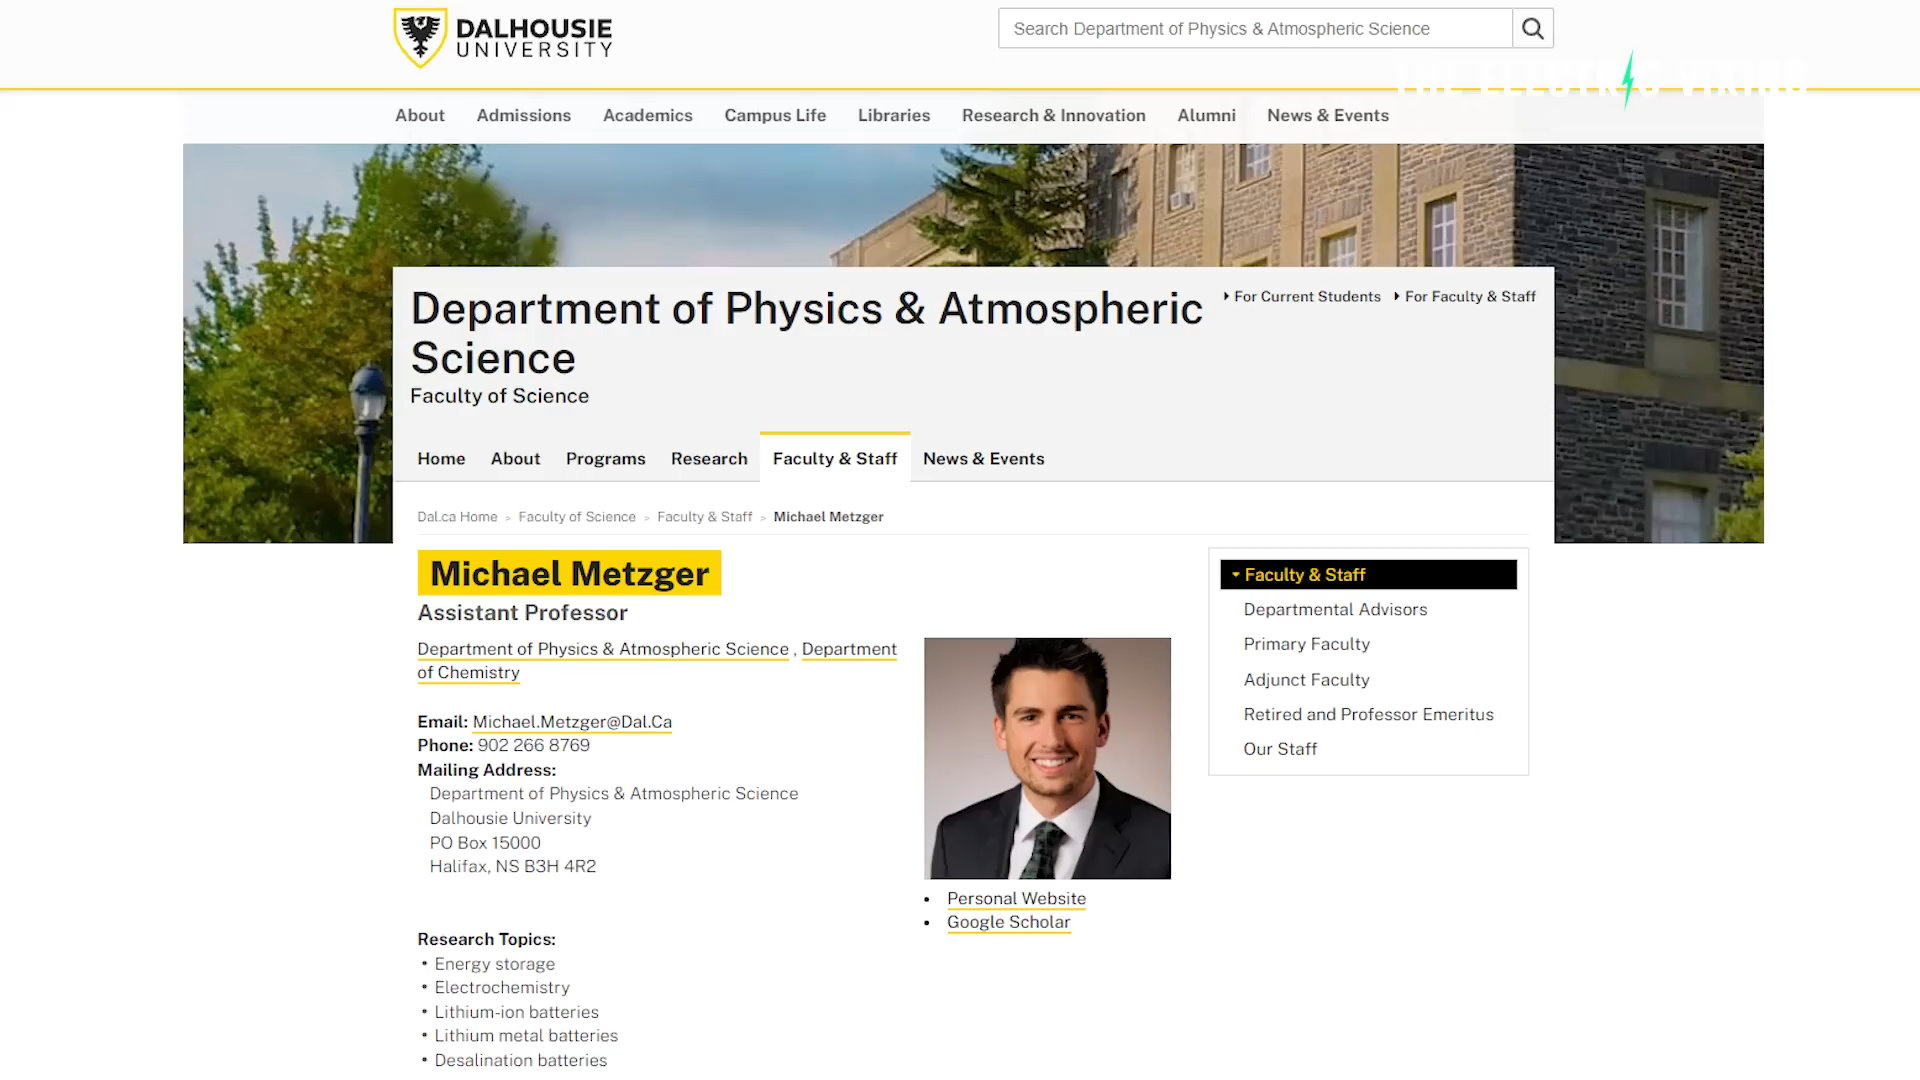 DALHOUSIE
UNIVERSITY
Search Department of Physics & Atmospheric Science
THE ELECTRIC VIKING
About Admissions Academics Campus Life Libraries Research & Innovation Alumni News & Events
Department of Physics & Atmospheric
Science
Faculty of Science
For Current Students For Faculty & Staff
Home About Programs Research Faculty & Staff News & Events
Dal.ca Home > Faculty of Science > Faculty & Staff > Michael Metzger
Michael Metzger
Assistant Professor
Department of Physics & Atmospheric Science , Department
of Chemistry
Email: Michael.Metzger@Dal.Ca
Phone: 902 266 8769
Mailing Address:
Department of Physics & Atmospheric Science
Dalhousie University
PO Box 15000
Halifax, NS B3H 4R2
Research Topics:
• Energy storage
• Electrochemistry
• Lithium-ion batteries
• Lithium metal batteries
• Desalination batteries
• Personal Website
• Google Scholar
Faculty & Staff
Departmental Advisors
Primary Faculty
Adjunct Faculty
Retired and Professor Emeritus
Our Staff